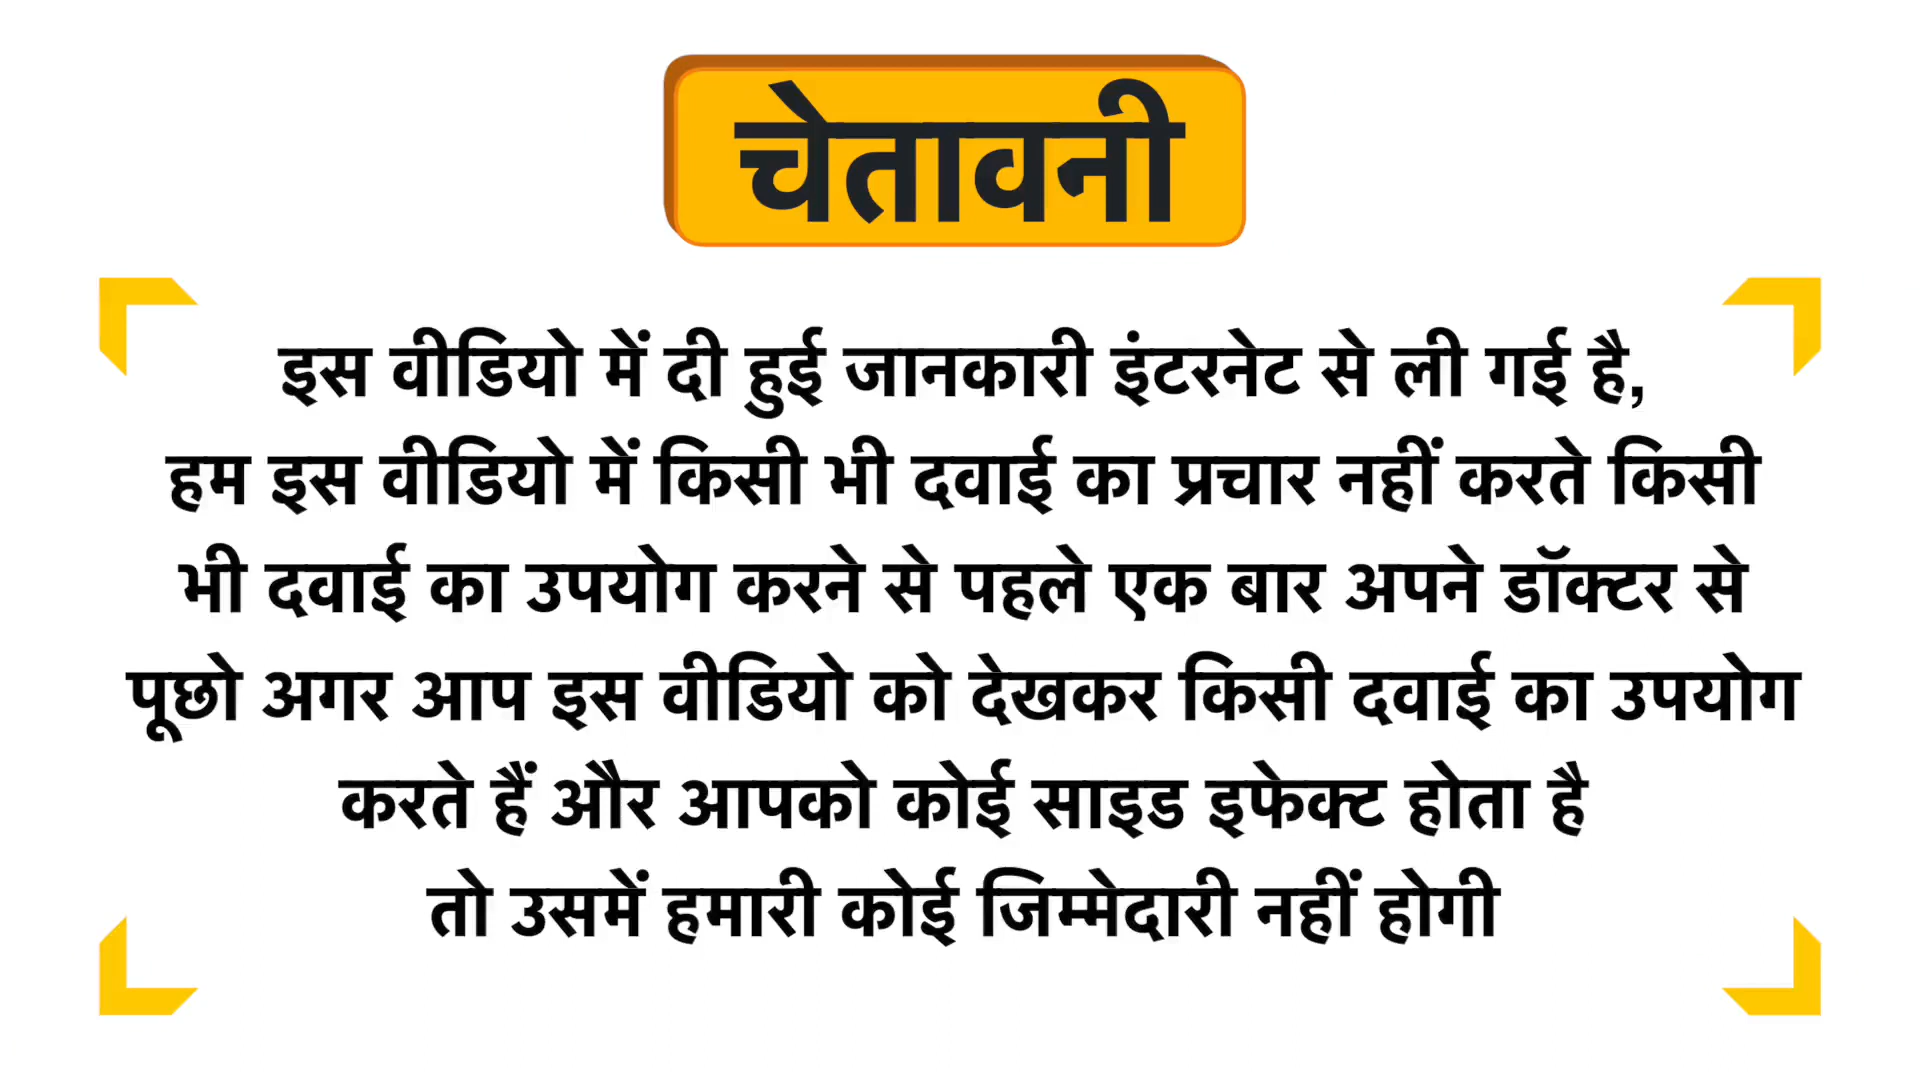 चेतावनी
इस वीडियो में दी हुई जानकारी इंटरनेट से ली गई है,
हम इस वीडियो में किसी भी दवाई का प्रचार नहीं करते किसी
भी दवाई का उपयोग करने से पहले एक बार अपने डॉक्टर से
पूछो अगर आप इस वीडियो को देखकर किसी दवाई का उपयोग
करते हैं और आपको कोई साइड इफेक्ट होता है
तो उसमें हमारी कोई जिम्मेदारी नहीं होगी